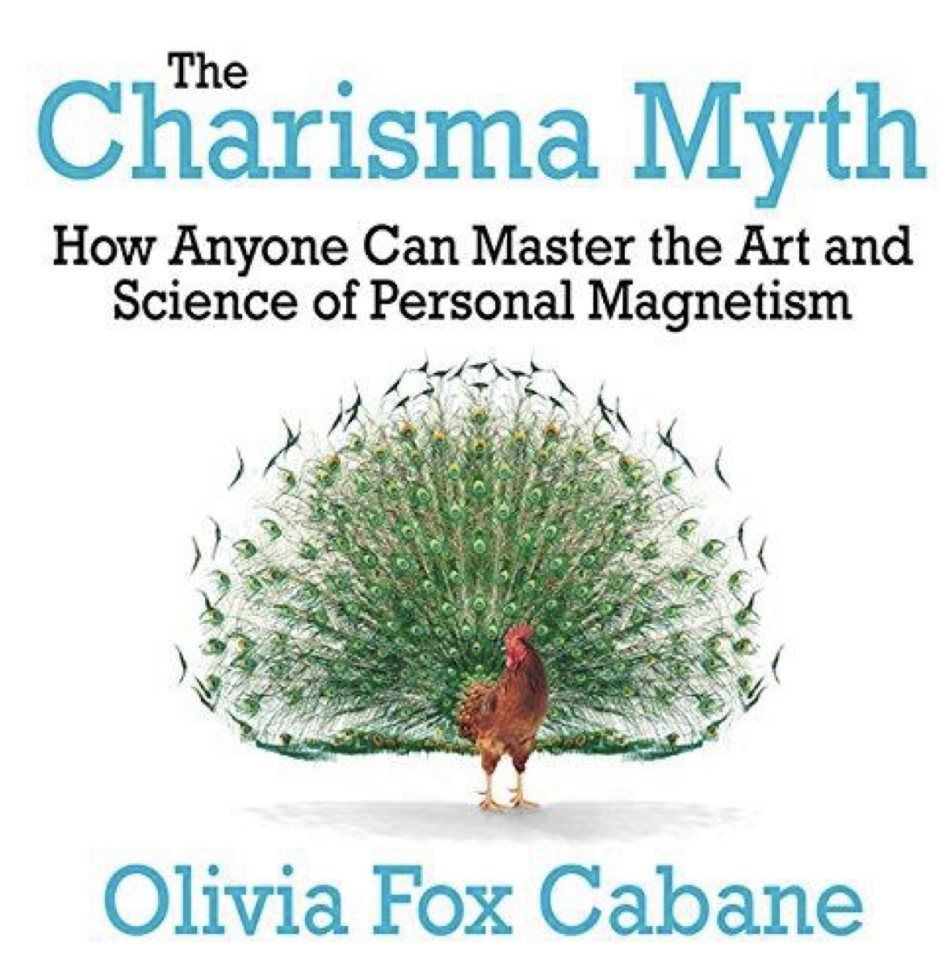 The
Charisma Myth
How Anyone Can Master the Art and
Science of Personal Magnetism
Olivia Fox Cabane